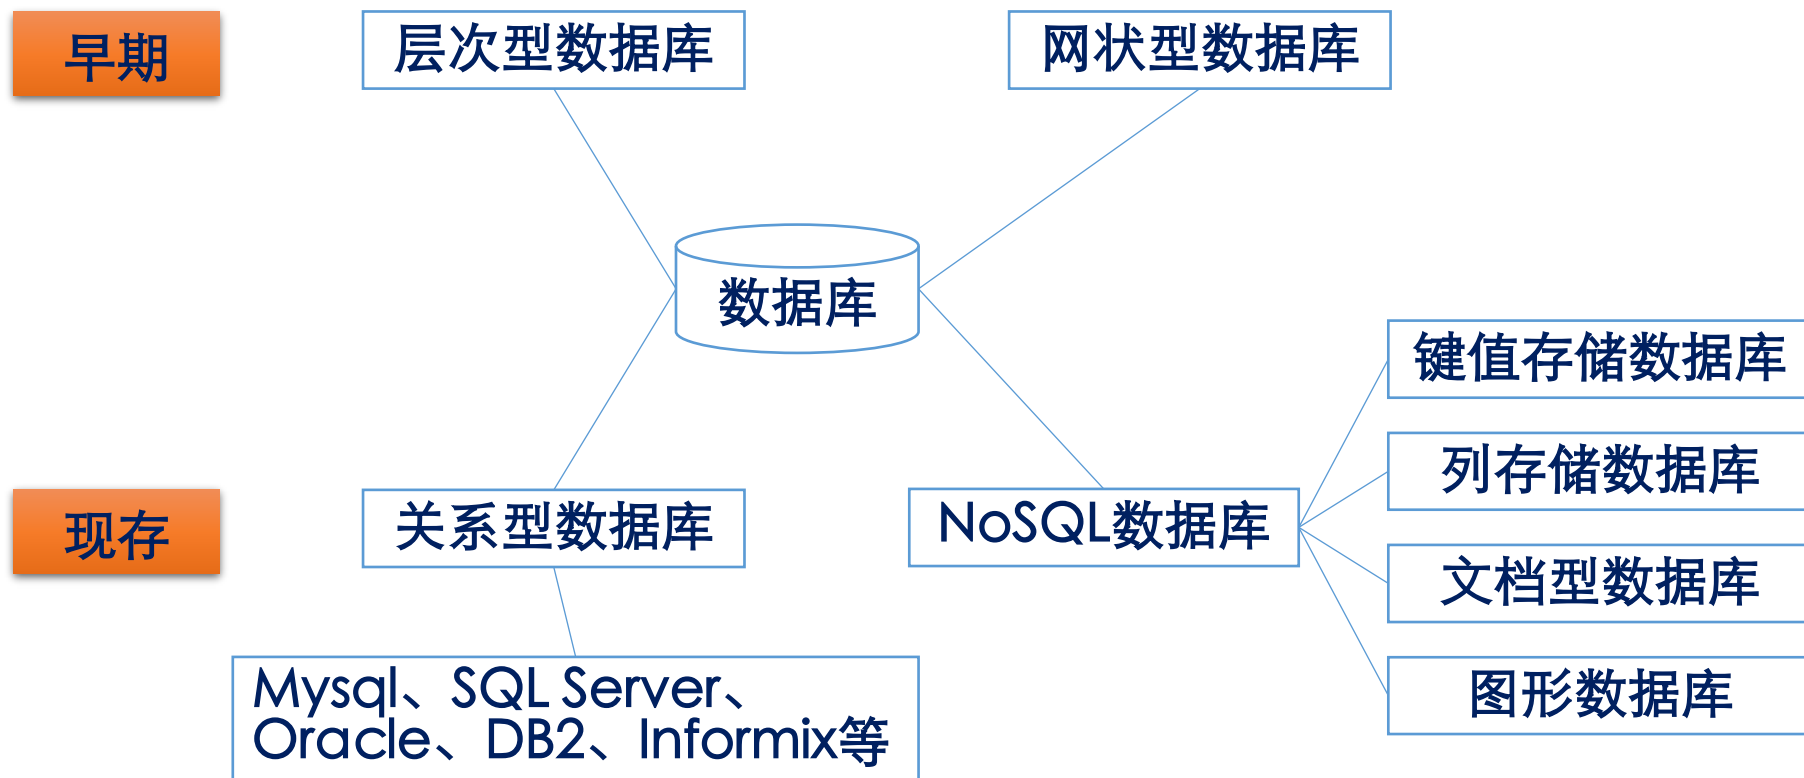 早期
层次型数据库
网状型数据库
数据库
键值存储数据库
列存储数据库
现存
关系型数据库
NoSQL数据库
文档型数据库
图形数据库
Mysql、SQL Server、
Oracle、DB2、Informix等